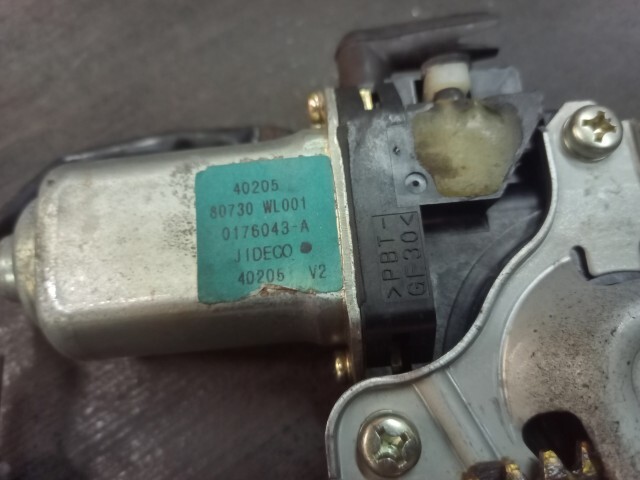 40205
80730 WL001
0176043-A
JIDECO
40205 V2
>PBT-
GF30<